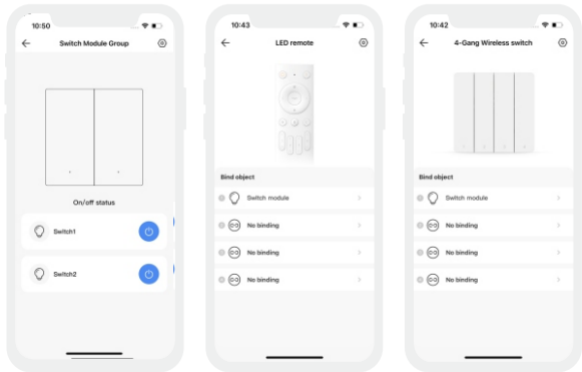 10:50
Switch Module Group
On/off status
Switch1
Switch2
10:43
LED remote
Bind object
Switch module
No binding
No binding
No binding
10:42
4-Gang Wireless switch
Bind object
Switch module
No binding
No binding
No binding